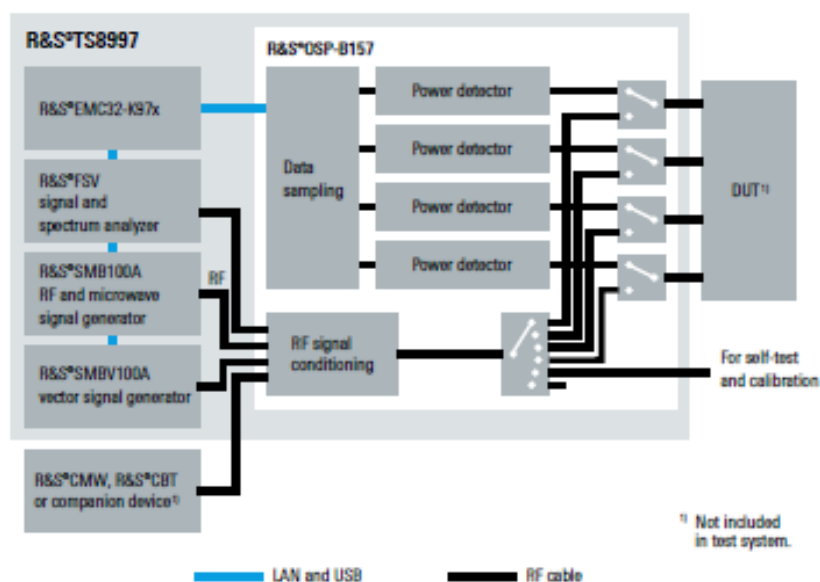 R&S®TS8997
R&S®OSP-B157
R&S®EMC32-K97x
Power detector
Power detector
Data
sampling
DUT¹⁾
R&S®FSV
signal and
spectrum analyzer
Power detector
Power detector
R&S®SMB100A
RF and microwave
signal generator
RF
RF signal
conditioning
For self-test
and calibration
R&S®SMBV100A
vector signal generator
R&S®CMW, R&S®CBT
or companion device¹⁾
¹⁾ Not included
in test system.
LAN and USB
RF cable